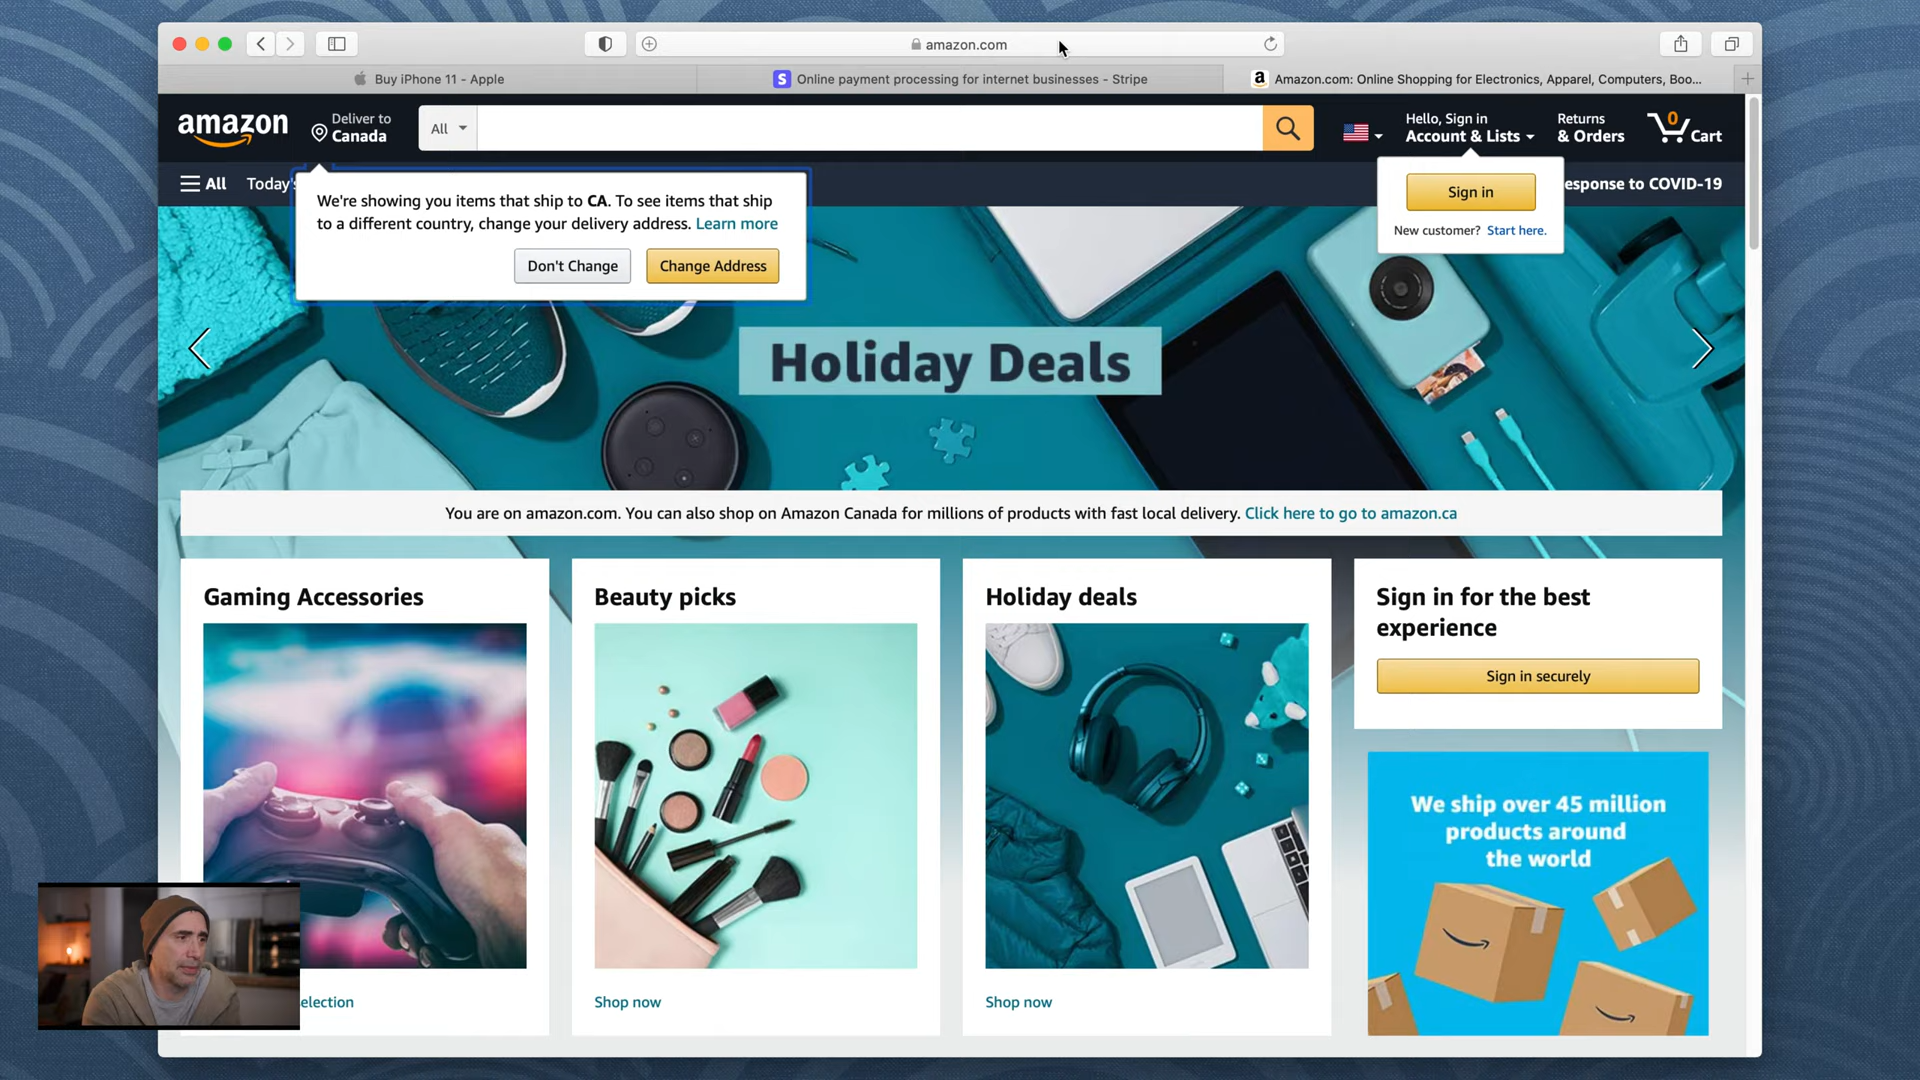 amazon.com
Buy iPhone 11 - Apple
S Online payment processing for internet businesses - Stripe
a Amazon.com: Online Shopping for Electronics, Apparel, Computers, Boo...
amazon
Deliver to
Canada
All
Hello, Sign in
Account & Lists
Returns
& Orders
0
Cart
All
Today's
esponse to COVID-19
We're showing you items that ship to CA. To see items that ship
to a different country, change your delivery address. Learn more
Don't Change
Change Address
Sign in
New customer? Start here.
Holiday Deals
You are on amazon.com. You can also shop on Amazon Canada for millions of products with fast local delivery. Click here to go to amazon.ca
Gaming Accessories
Beauty picks
Holiday deals
Sign in for the best
experience
Sign in securely
We ship over 45 million
products around
the world
election
Shop now
Shop now